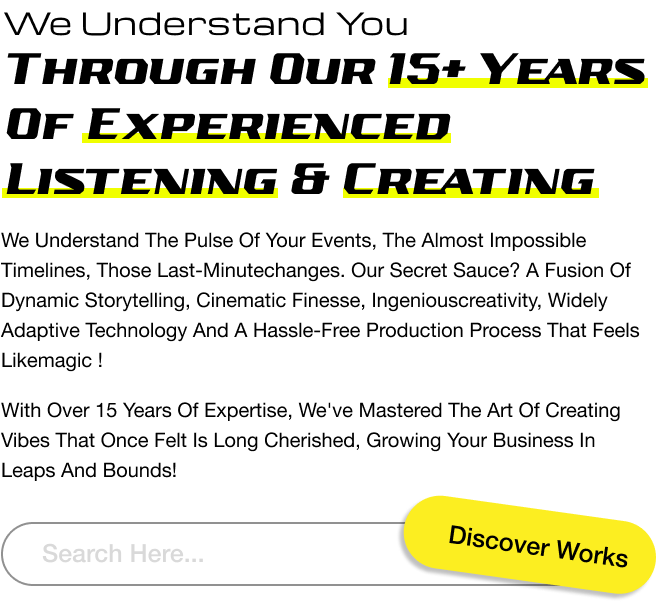 We Understand You
Through Our 15+ Years
Of Experienced
Listening & Creating
We Understand The Pulse Of Your Events, The Almost Impossible
Timelines, Those Last-Minutechanges. Our Secret Sauce? A Fusion Of
Dynamic Storytelling, Cinematic Finesse, Ingeniouscreativity, Widely
Adaptive Technology And A Hassle-Free Production Process That Feels
Likemagic !
With Over 15 Years Of Expertise, We've Mastered The Art Of Creating
Vibes That Once Felt Is Long Cherished, Growing Your Business In
Leaps And Bounds!
Search Here...
Discover Works